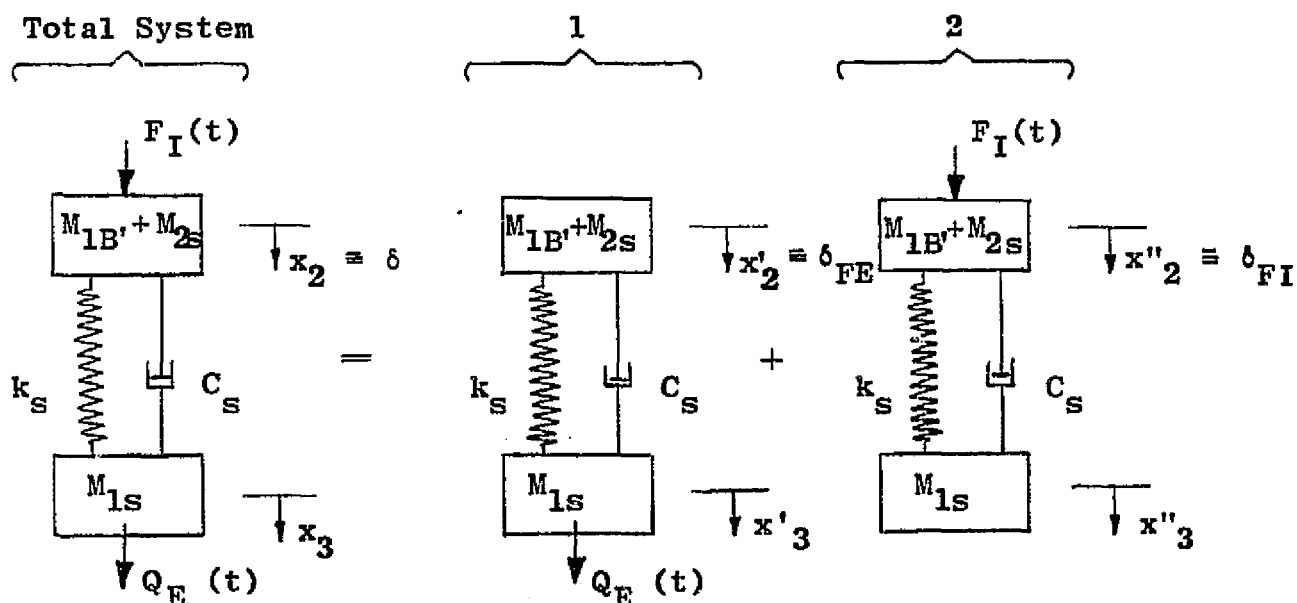 Total System 1 2
F_I(t) F_I(t)
M_1B' + M_2s x_2 ≡ δ M_1B' + M_2s x'_2 ≡ δ_FE M_1B' + M_2s x''_2 ≡ δ_FI
= +
k_s C_s k_s C_s k_s C_s
M_1s M_1s M_1s
x_3 x'_3 x''_3
Q_E (t) Q_E (t)